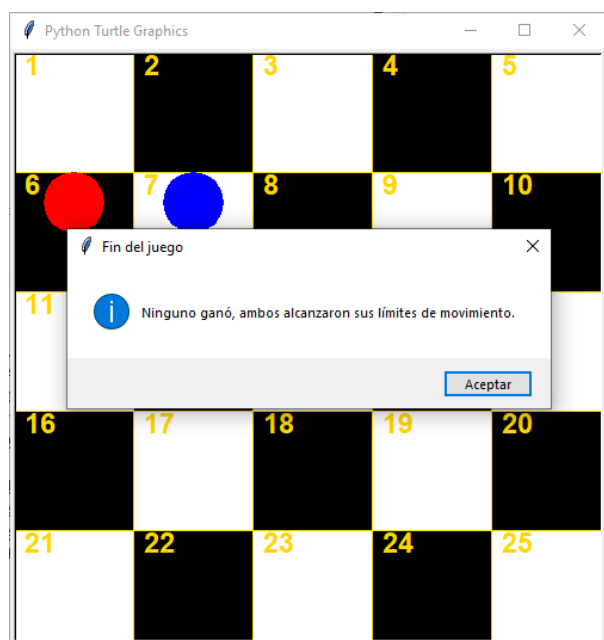 Python Turtle Graphics
1 2 3 4 5
6 7 8 9 10
Fin del juego
11
Ninguno ganó, ambos alcanzaron sus límites de movimiento.
Aceptar
16 17 18 19 20
21 22 23 24 25